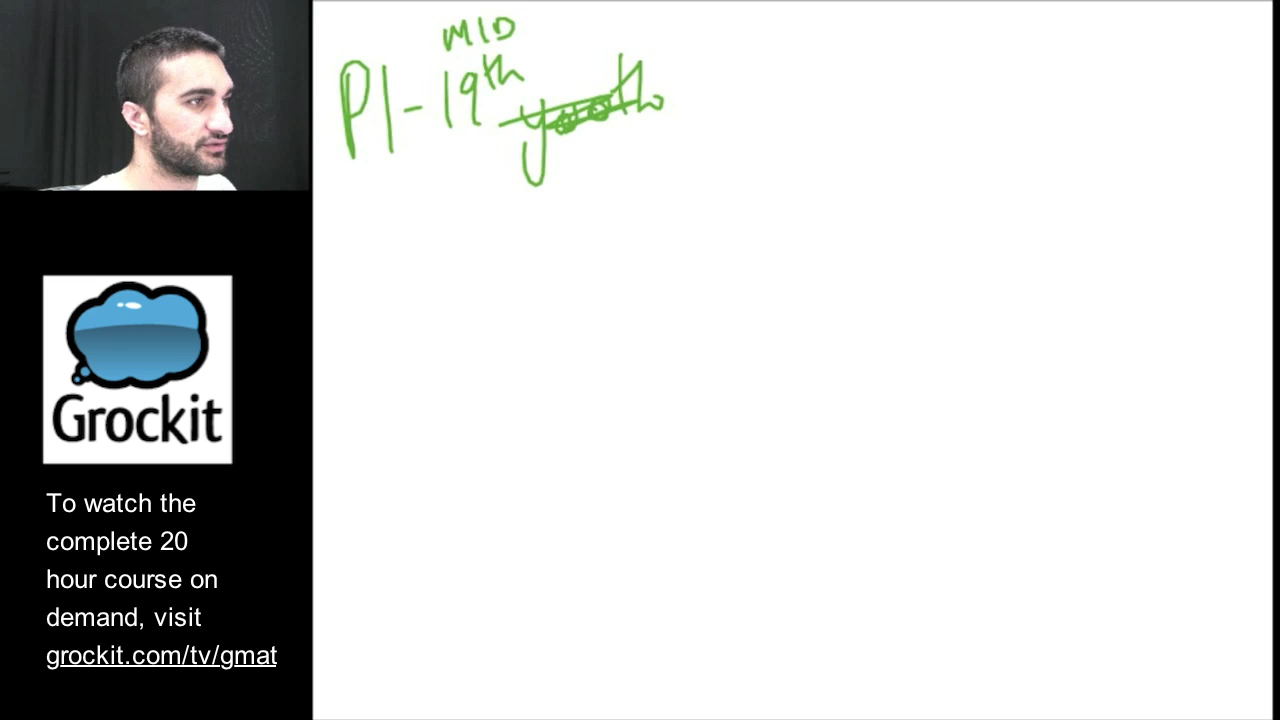 MID
P1-19th youth
Grockit
To watch the
complete 20
hour course on
demand, visit
grockit.com/tv/gmat